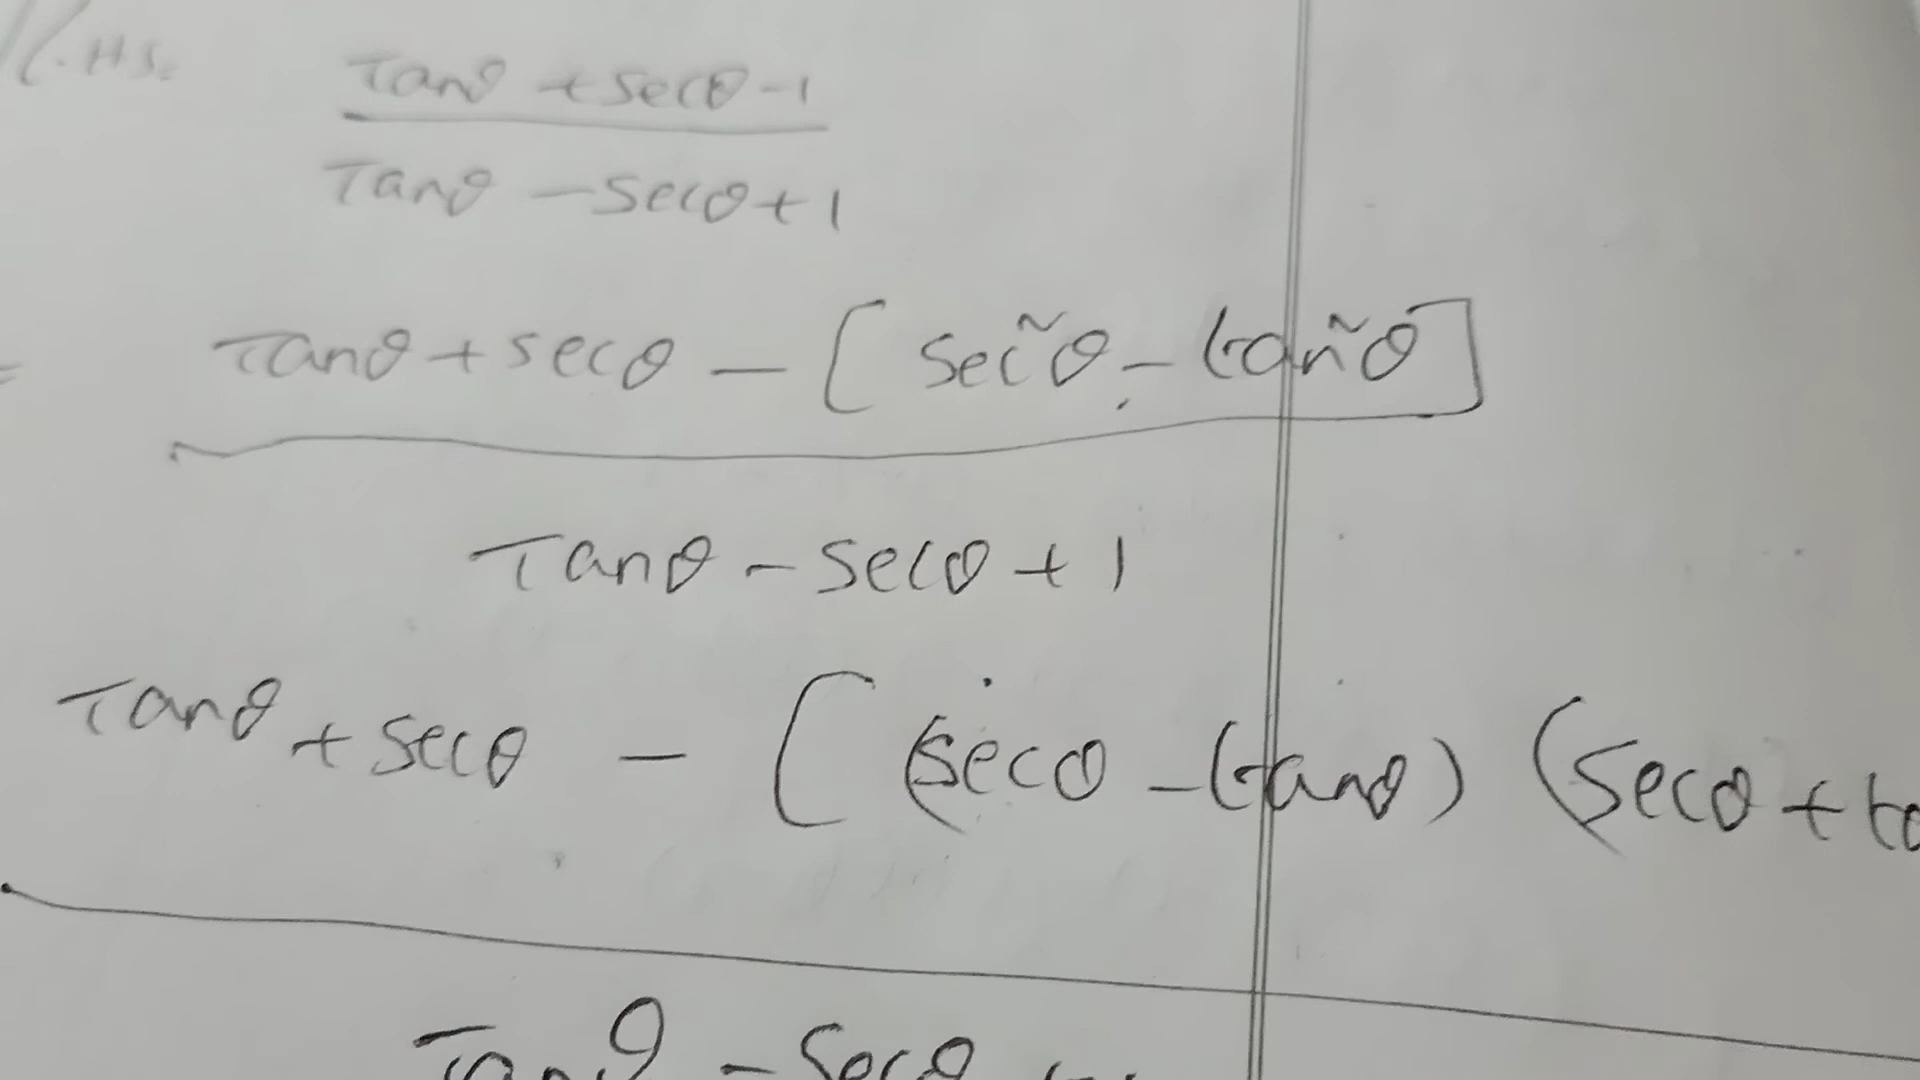 L.H.S.
Tanθ + secθ - 1
Tanθ - secθ + 1
= Tanθ + secθ - [ sec²θ - tan²θ ]
Tanθ - secθ + 1
Tanθ + secθ - [ (secθ - tanθ) (secθ + ta
Tanθ - secθ